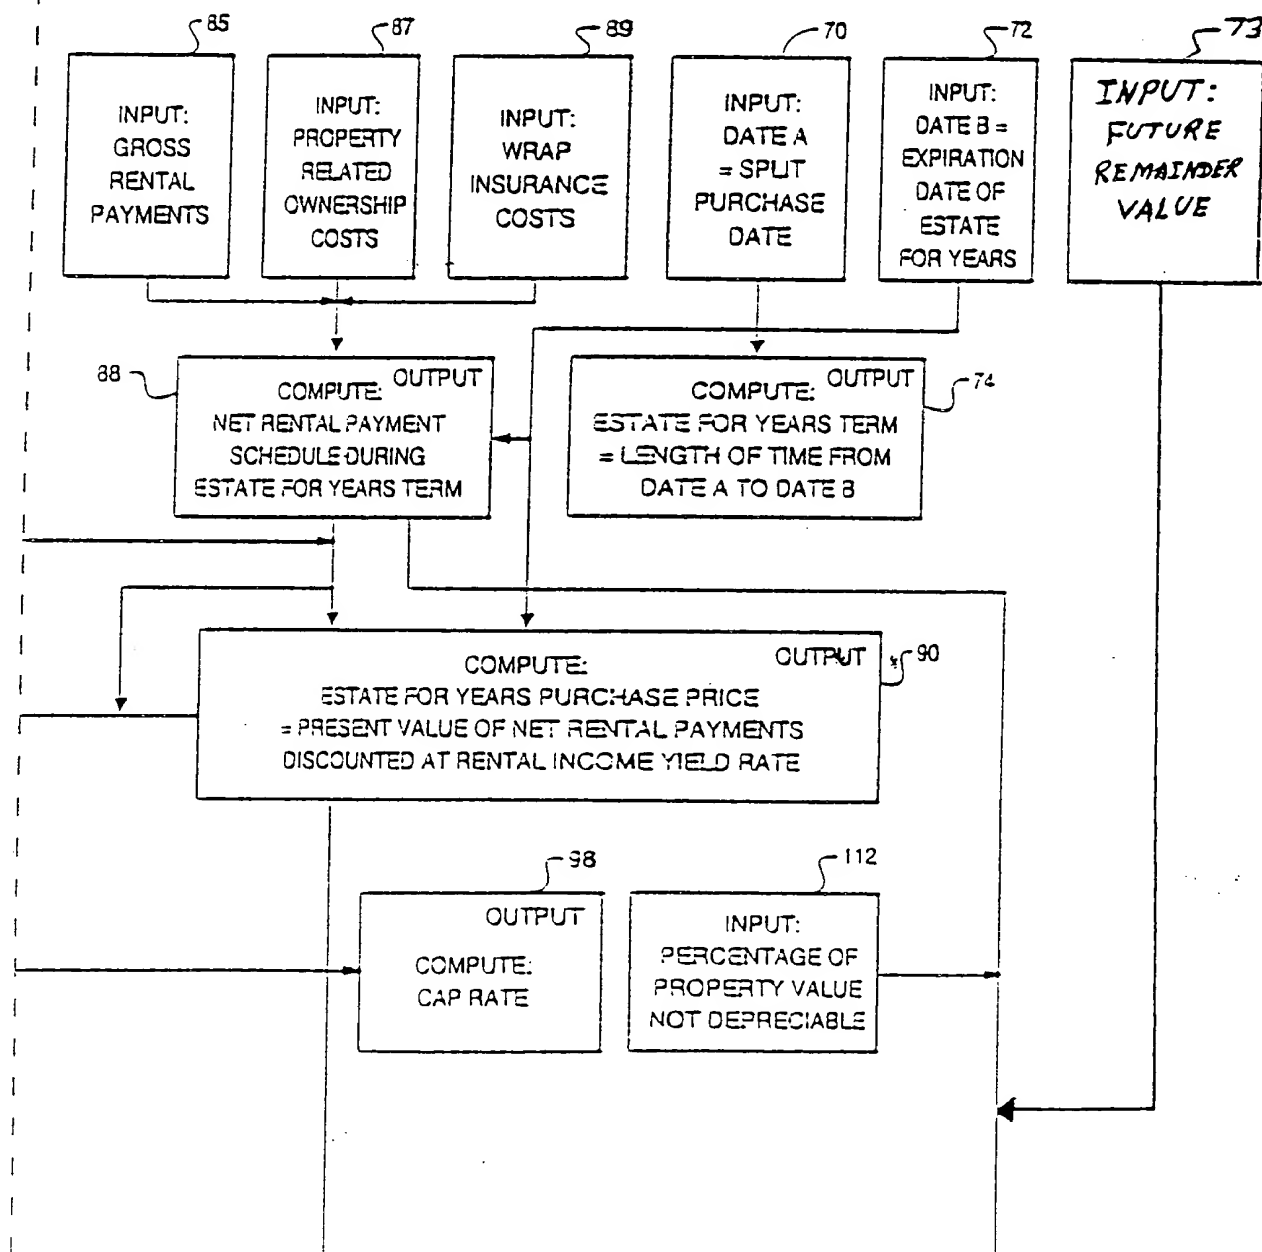 85
INPUT:
GROSS
RENTAL
PAYMENTS
87
INPUT:
PROPERTY
RELATED
OWNERSHIP
COSTS
89
INPUT:
WRAP
INSURANCE
COSTS
70
INPUT:
DATE A
= SPLIT
PURCHASE
DATE
72
INPUT:
DATE B =
EXPIRATION
DATE OF
ESTATE
FOR YEARS
73
INPUT:
FUTURE
REMAINDER
VALUE
88
OUTPUT
COMPUTE:
NET RENTAL PAYMENT
SCHEDULE DURING
ESTATE FOR YEARS TERM
74
OUTPUT
COMPUTE:
ESTATE FOR YEARS TERM
= LENGTH OF TIME FROM
DATE A TO DATE B
90
OUTPUT
COMPUTE:
ESTATE FOR YEARS PURCHASE PRICE
= PRESENT VALUE OF NET RENTAL PAYMENTS
DISCOUNTED AT RENTAL INCOME YIELD RATE
98
OUTPUT
COMPUTE:
CAP RATE
112
INPUT:
PERCENTAGE OF
PROPERTY VALUE
NOT DEPRECIABLE